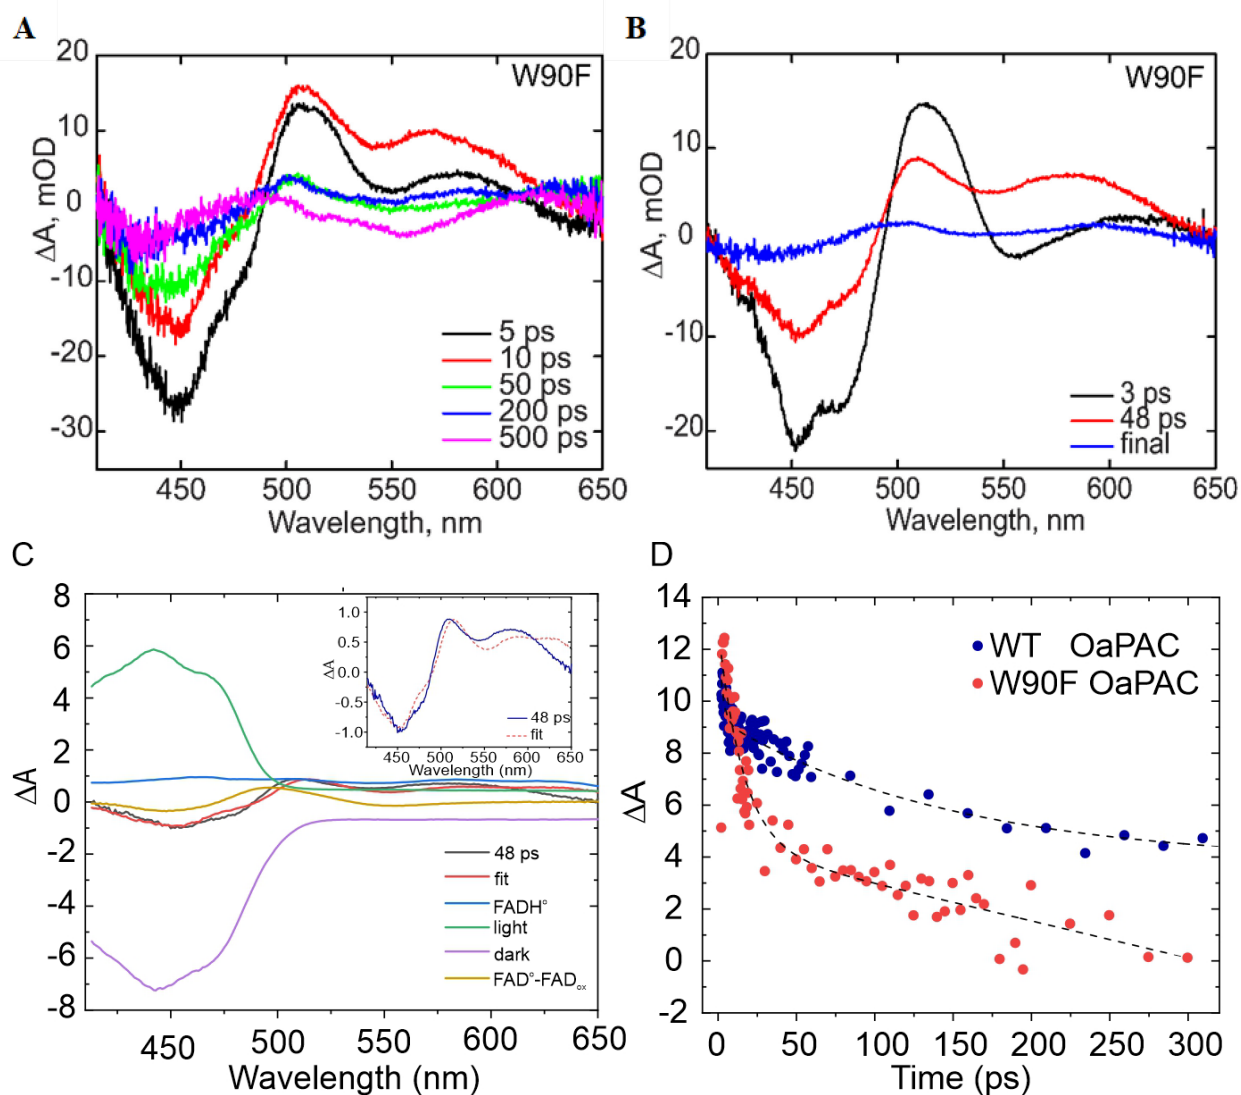 A
W90F
20
10
0
-10
-20
-30
ΔA, mOD
5 ps
10 ps
50 ps
200 ps
500 ps
450 500 550 600 650
Wavelength, nm
B
W90F
20
10
0
-10
-20
ΔA, mOD
3 ps
48 ps
final
450 500 550 600 650
Wavelength, nm
C
8
6
4
2
0
-2
-4
-6
-8
ΔA
1.0
0.5
0.0
-0.5
-1.0
ΔA
48 ps
fit
450 500 550 600 650
Wavelength (nm)
48 ps
fit
FADH°
light
dark
FAD°-FADox
450 500 550 600 650
Wavelength (nm)
D
14
12
10
8
6
4
2
0
-2
ΔA
WT OaPAC
W90F OaPAC
0 50 100 150 200 250 300
Time (ps)